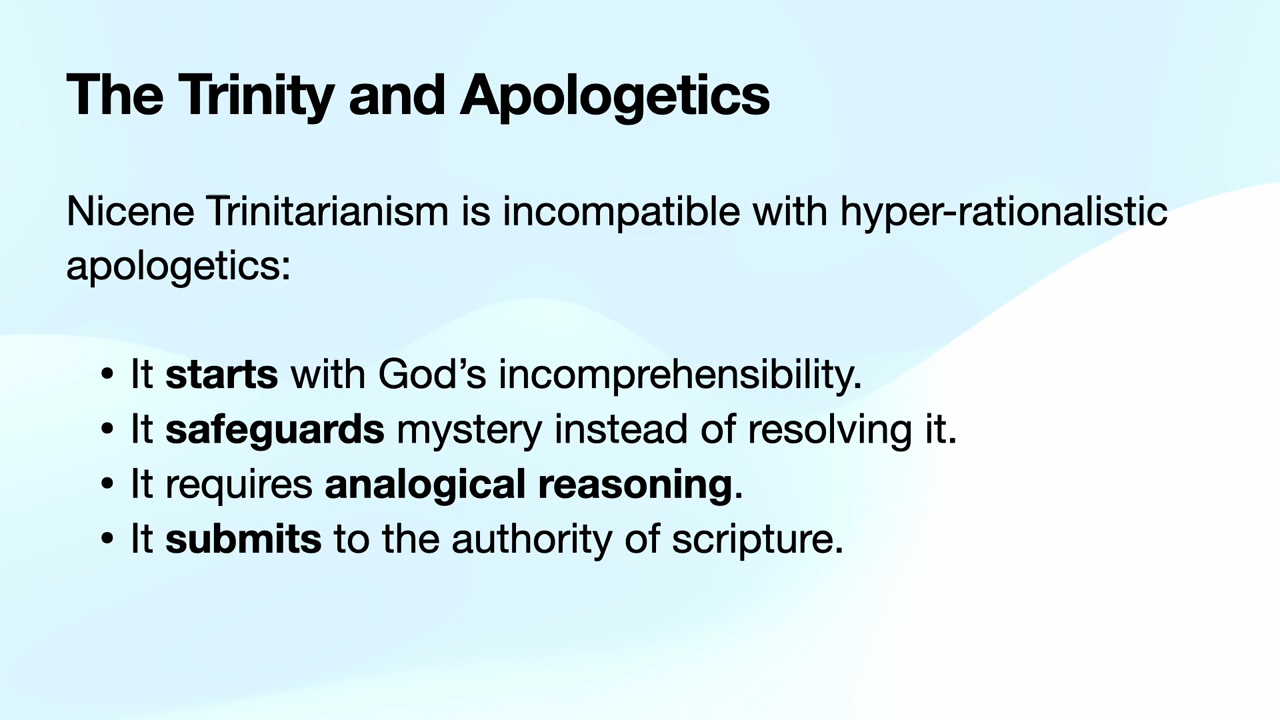 The Trinity and Apologetics
Nicene Trinitarianism is incompatible with hyper-rationalistic
apologetics:
• It starts with God’s incomprehensibility.
• It safeguards mystery instead of resolving it.
• It requires analogical reasoning.
• It submits to the authority of scripture.